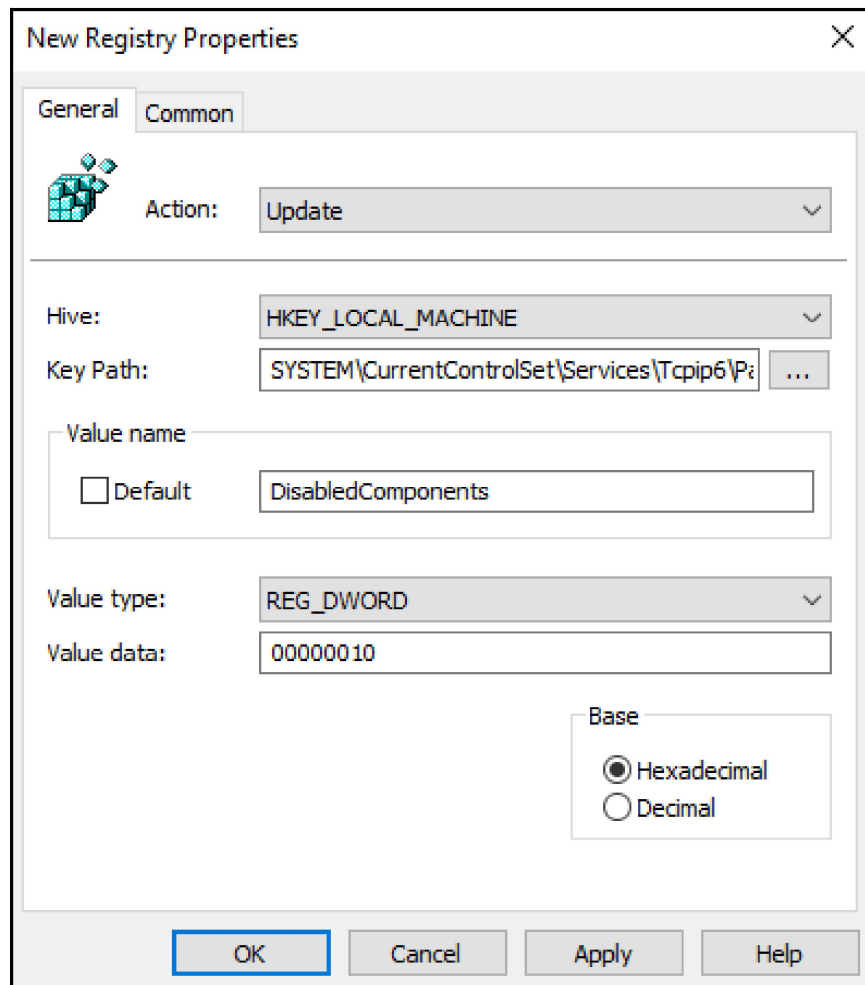 New Registry Properties
General Common
Action: Update
Hive: HKEY_LOCAL_MACHINE
Key Path: SYSTEM\CurrentControlSet\Services\Tcpip6\Pa ...
Value name
Default DisabledComponents
Value type: REG_DWORD
Value data: 00000010
Base
Hexadecimal
Decimal
OK Cancel Apply Help